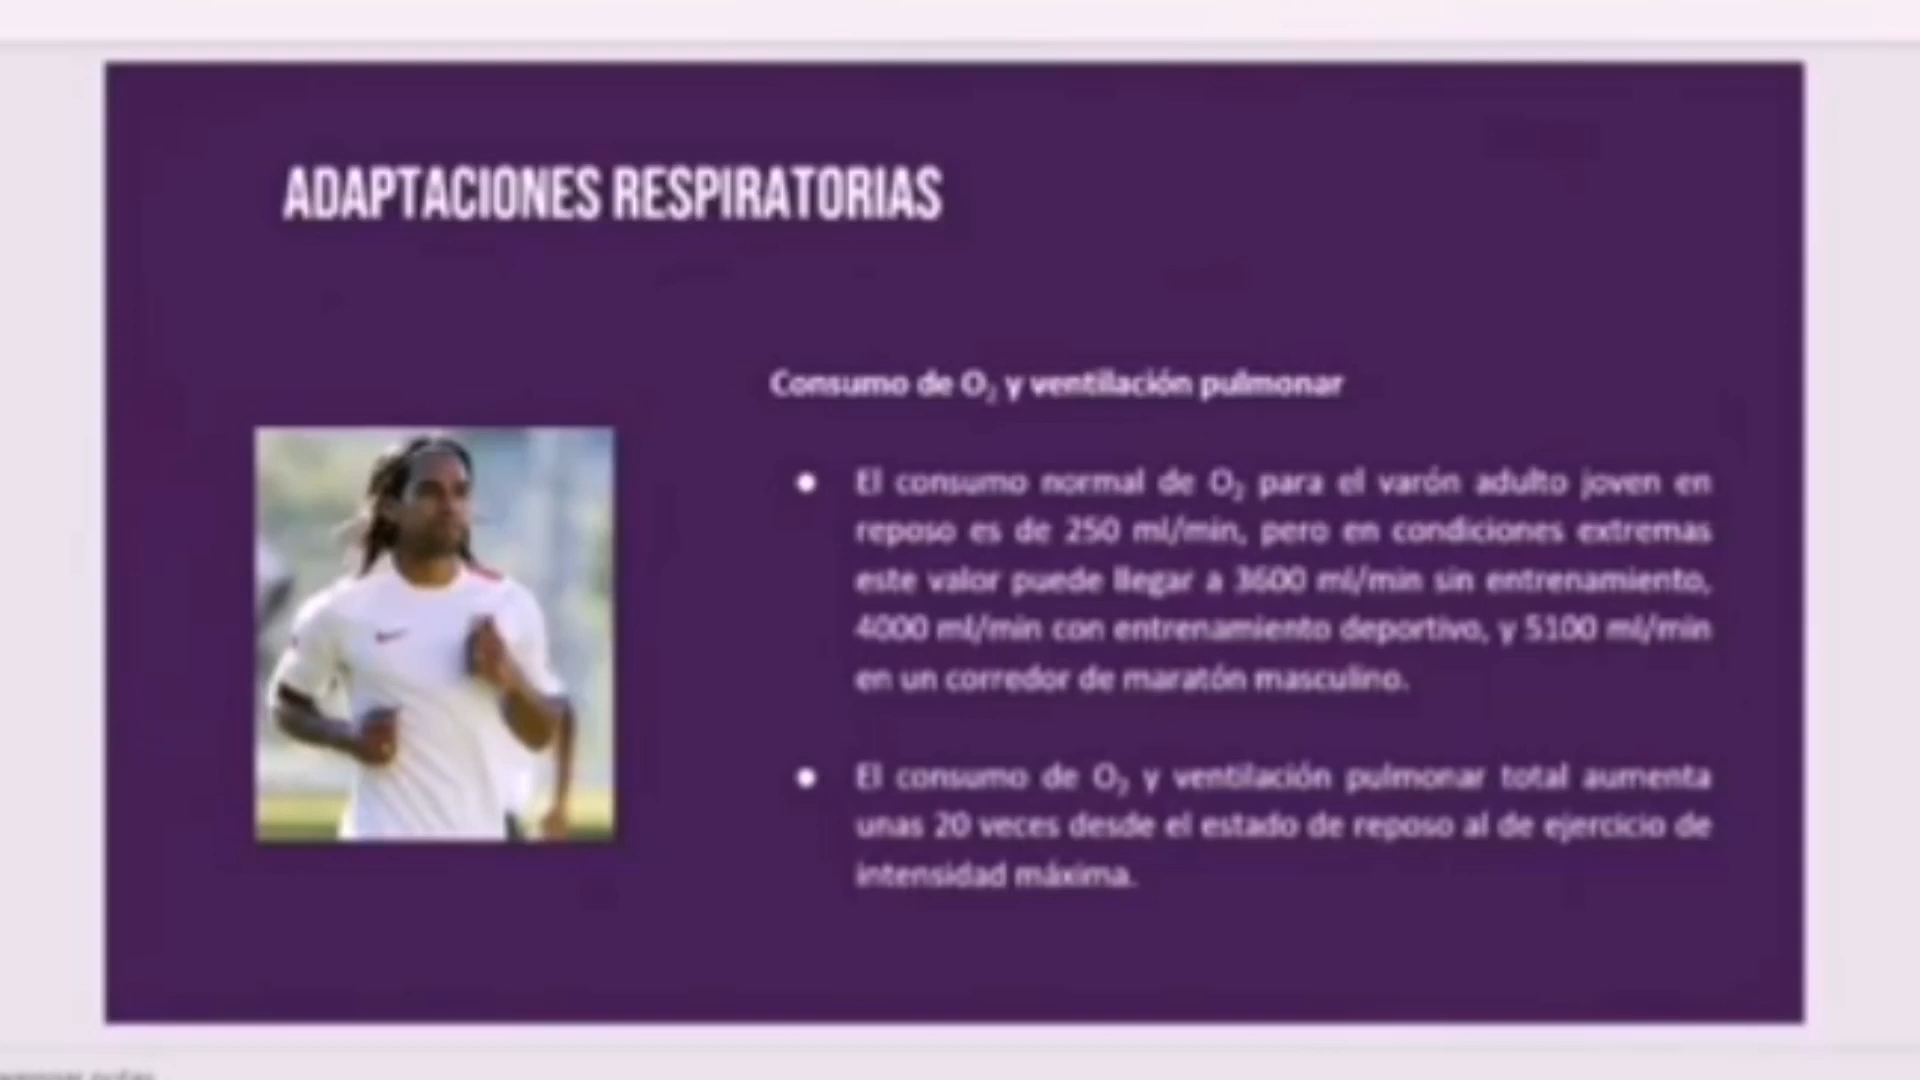 ADAPTACIONES RESPIRATORIAS
Consumo de O₂ y ventilación pulmonar
● El consumo normal de O₂ para el varón adulto joven en
reposo es de 250 ml/min, pero en condiciones extremas
este valor puede llegar a 3600 ml/min sin entrenamiento,
4000 ml/min con entrenamiento deportivo, y 5100 ml/min
en un corredor de maratón masculino.
● El consumo de O₂ y ventilación pulmonar total aumenta
unas 20 veces desde el estado de reposo al de ejercicio de
intensidad máxima.